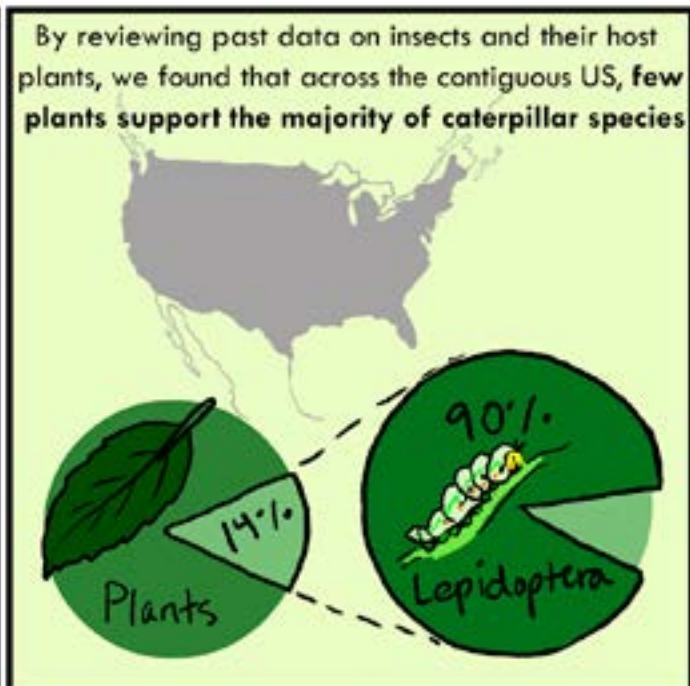 By reviewing past data on insects and their host
plants, we found that across the contiguous US, few
plants support the majority of caterpillar species
90%
14%
Lepidoptera
Plants